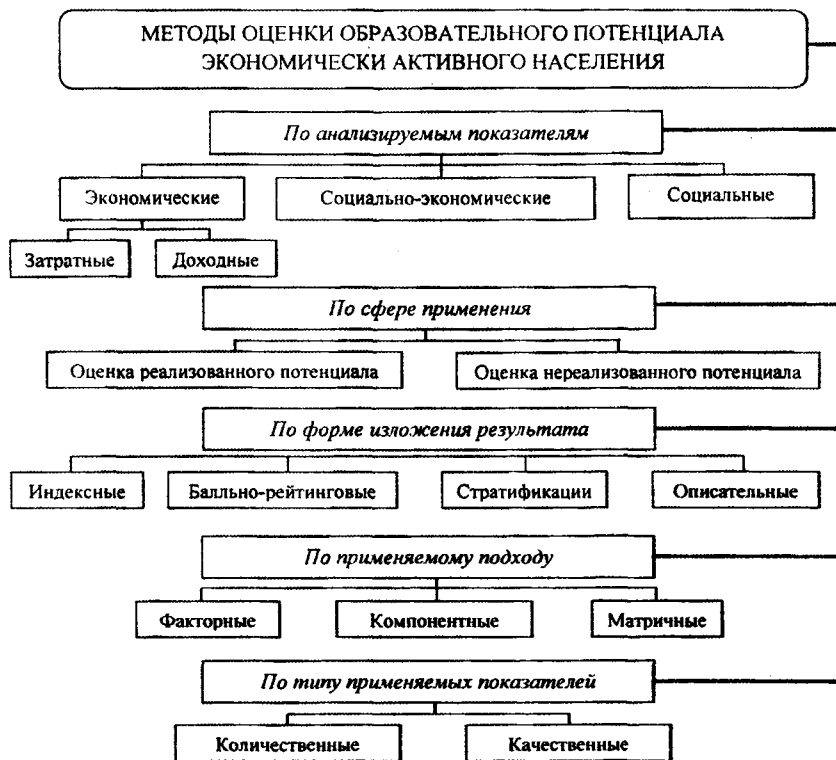 МЕТОДЫ ОЦЕНКИ ОБРАЗОВАТЕЛЬНОГО ПОТЕНЦИАЛА
ЭКОНОМИЧЕСКИ АКТИВНОГО НАСЕЛЕНИЯ
По анализируемым показателям
Экономические
Социально-экономические
Социальные
Затратные
Доходные
По сфере применения
Оценка реализованного потенциала
Оценка нереализованного потенциала
По форме изложения результата
Индексные
Балльно-рейтинговые
Стратификации
Описательные
По применяемому подходу
Факторные
Компонентные
Матричные
По типу применяемых показателей
Количественные
Качественные